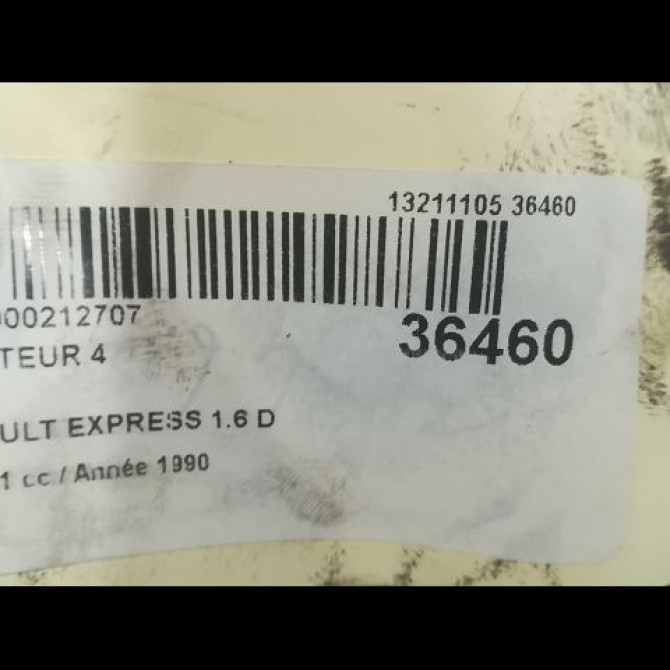 13211105 36460
000212707
36460
TEUR 4
ULT EXPRESS 1.6 D
1 cc / Année 1990